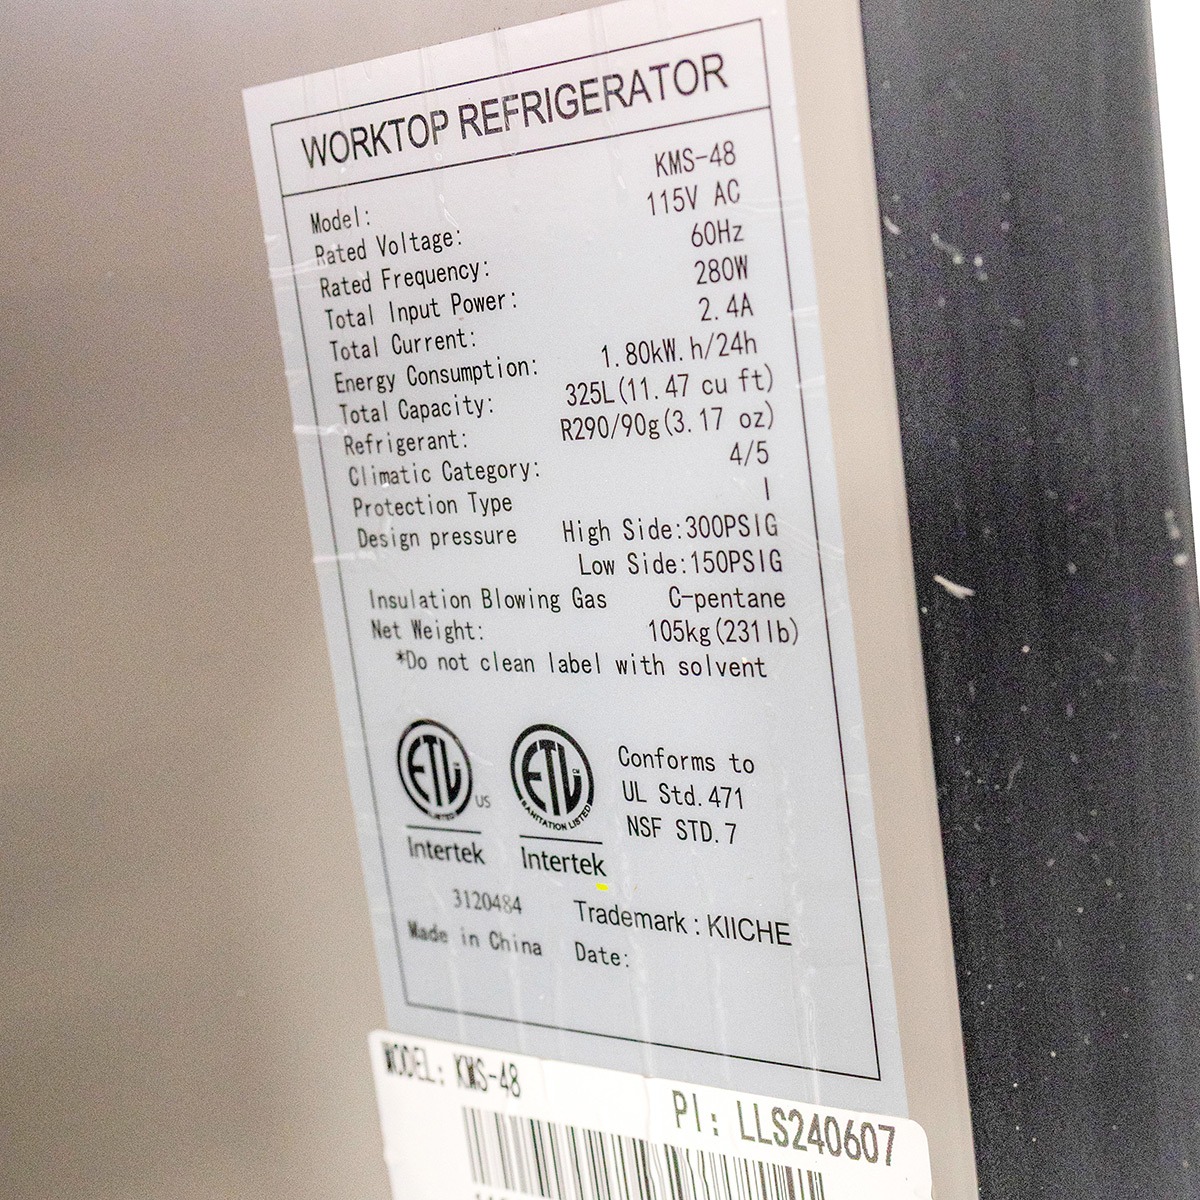 WORKTOP REFRIGERATOR
Model: KMS-48
Rated Voltage: 115V AC
Rated Frequency: 60Hz
Total Input Power: 280W
Total Current: 2.4A
Energy Consumption: 1.80kW.h/24h
Total Capacity: 325L(11.47 cu ft)
Refrigerant: R290/90g(3.17 oz)
Climatic Category: 4/5
Protection Type I
Design pressure High Side:300PSIG
Low Side:150PSIG
Insulation Blowing Gas C-pentane
Net Weight: 105kg(231lb)
*Do not clean label with solvent
ETL LISTED US
Intertek
ETL SANITATION LISTED
Intertek
Conforms to
UL Std.471
NSF STD.7
3120484
Made in China
Trademark : KIICHE
Date:
MODEL: KMS-48
PI: LLS240607